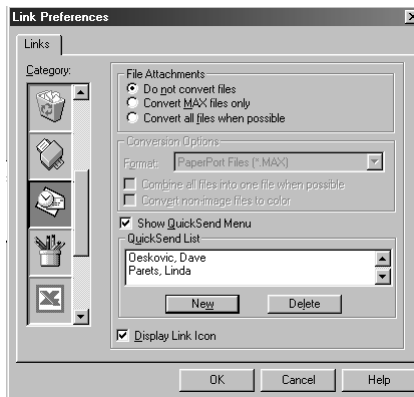 Link Preferences
Links
Category:
File Attachments
Do not convert files
Convert MAX files only
Convert all files when possible
Conversion Options
Format: PaperPort Files (*.MAX)
Combine all files into one file when possible
Convert non-image files to color
Show QuickSend Menu
QuickSend List
Oeskovic, Dave
Parets, Linda
New Delete
Display Link Icon
OK Cancel Help